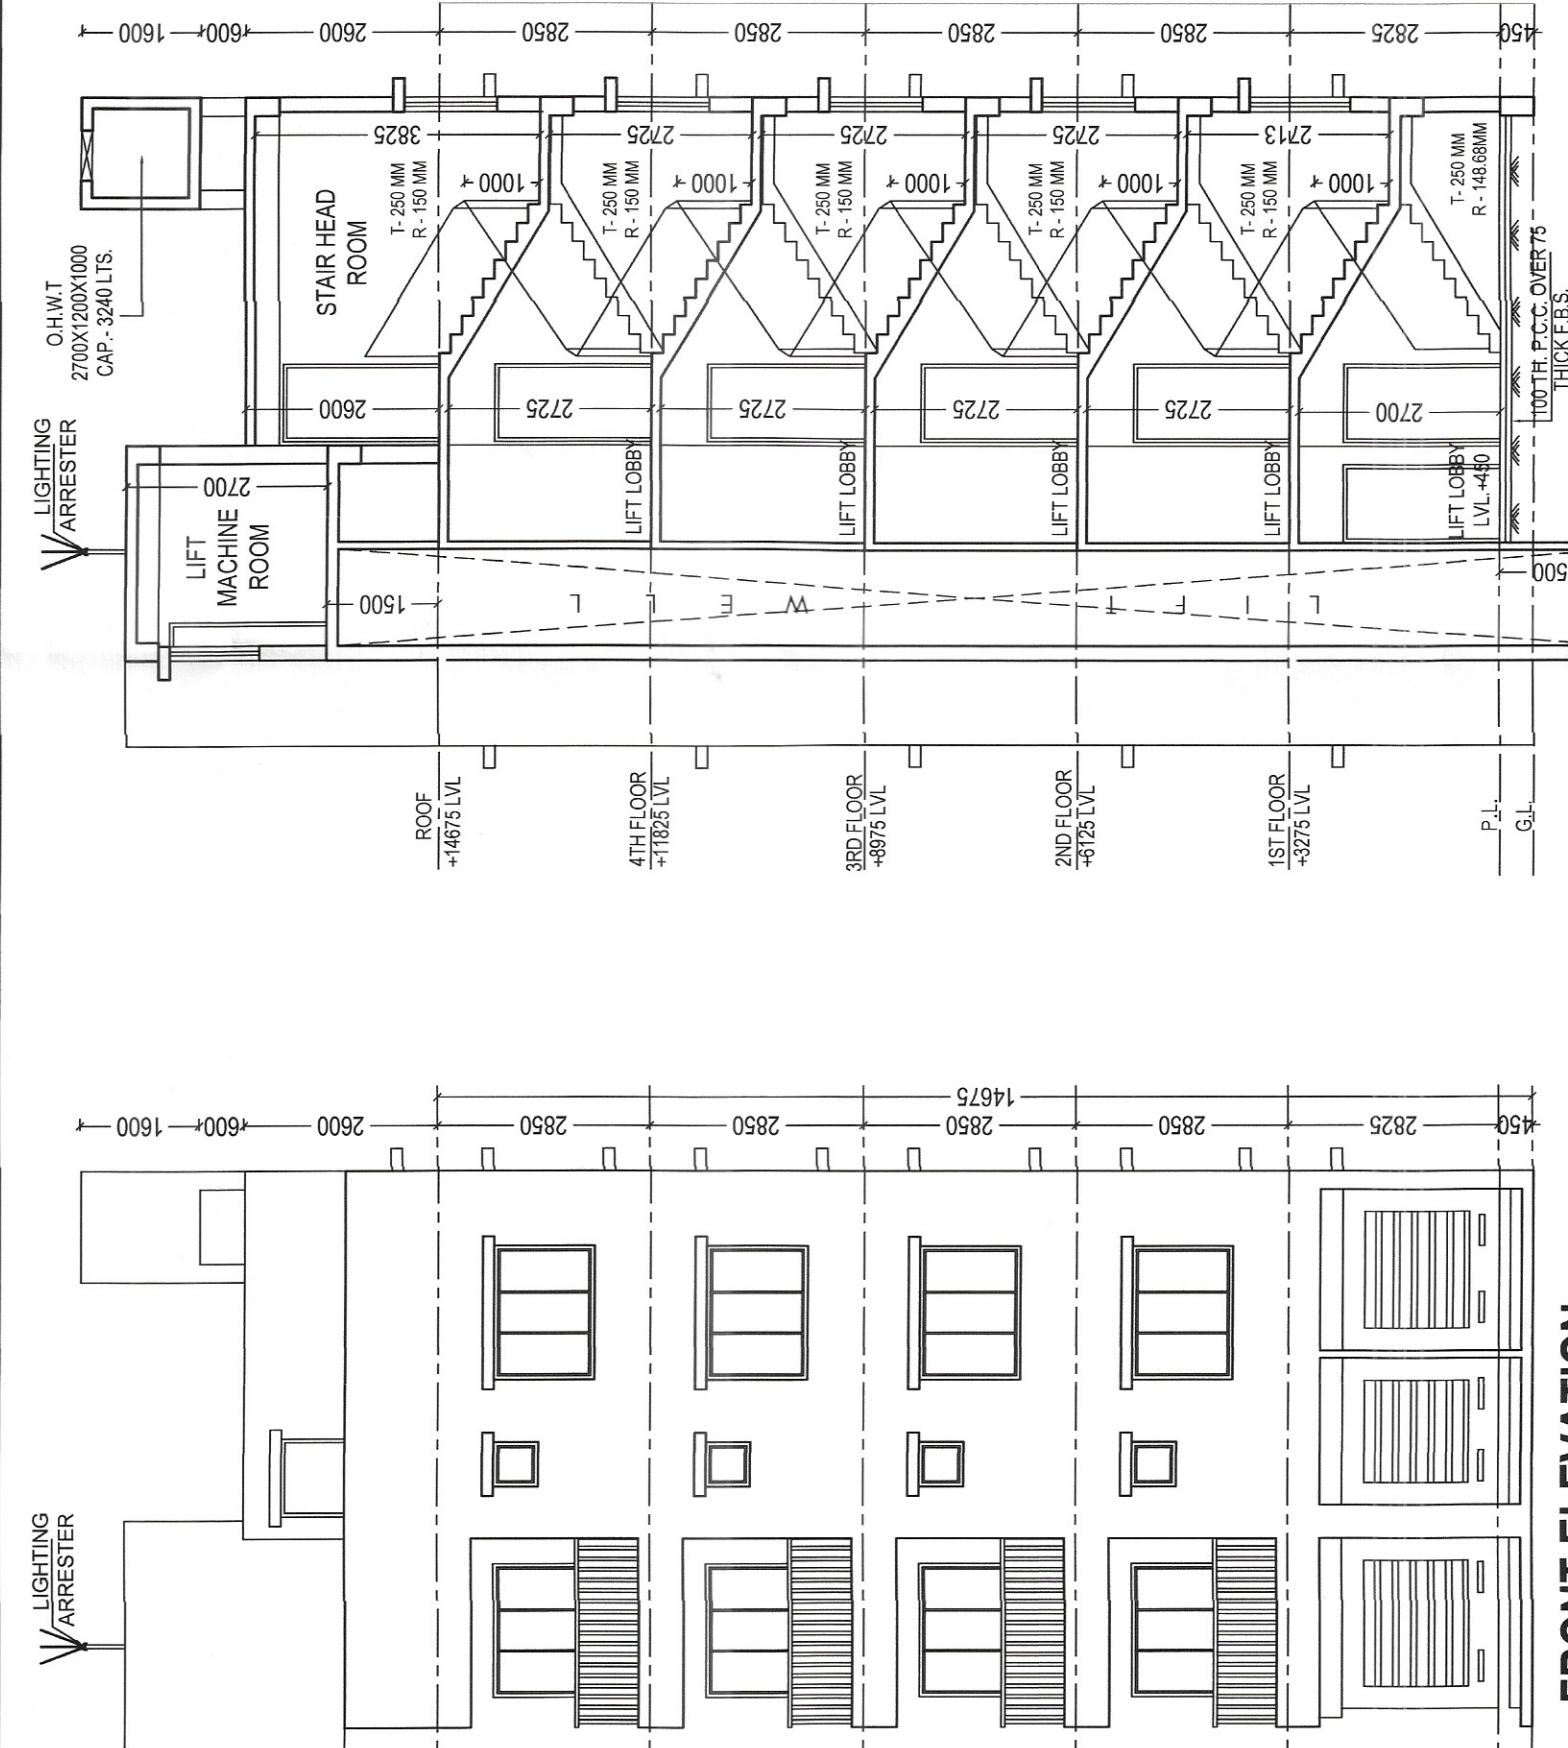 1600
600
2600
2850
2850
2850
2850
2825
450
O.H.W.T
2700X1200X1000
CAP.- 3240 LTS.
3825
2725
2725
2725
2713
STAIR HEAD
ROOM
T- 250 MM
R - 150 MM
T- 250 MM
R - 150 MM
T- 250 MM
R - 150 MM
T- 250 MM
R - 150 MM
T- 250 MM
R - 150 MM
T- 250 MM
R - 148.68MM
1000
1000
1000
1000
1000
2600
2725
2725
2725
2725
2700
100 TH. P.C.C. OVER 75
THICK F.B.S.
LIGHTING
ARRESTER
2700
LIFT
MACHINE
ROOM
1500
LIFT LOBBY
LIFT LOBBY
LIFT LOBBY
LIFT LOBBY
LIFT LOBBY
LVL.+450
LIFT WELL
ROOF
+14675 LVL
4TH FLOOR
+11825 LVL
3RD FLOOR
+8975 LVL
2ND FLOOR
+6125 LVL
1ST FLOOR
+3275 LVL
P.L.
G.L.
14675
1600
600
2600
2850
2850
2850
2850
2825
450
LIGHTING
ARRESTER
FRONT ELEVATION